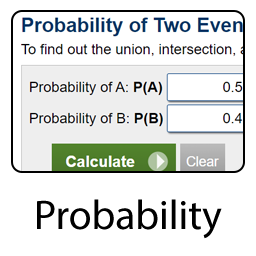 Probability of Two Even
To find out the union, intersection,
Probability of A: P(A) 0.5
Probability of B: P(B) 0.4
Calculate Clear
Probability